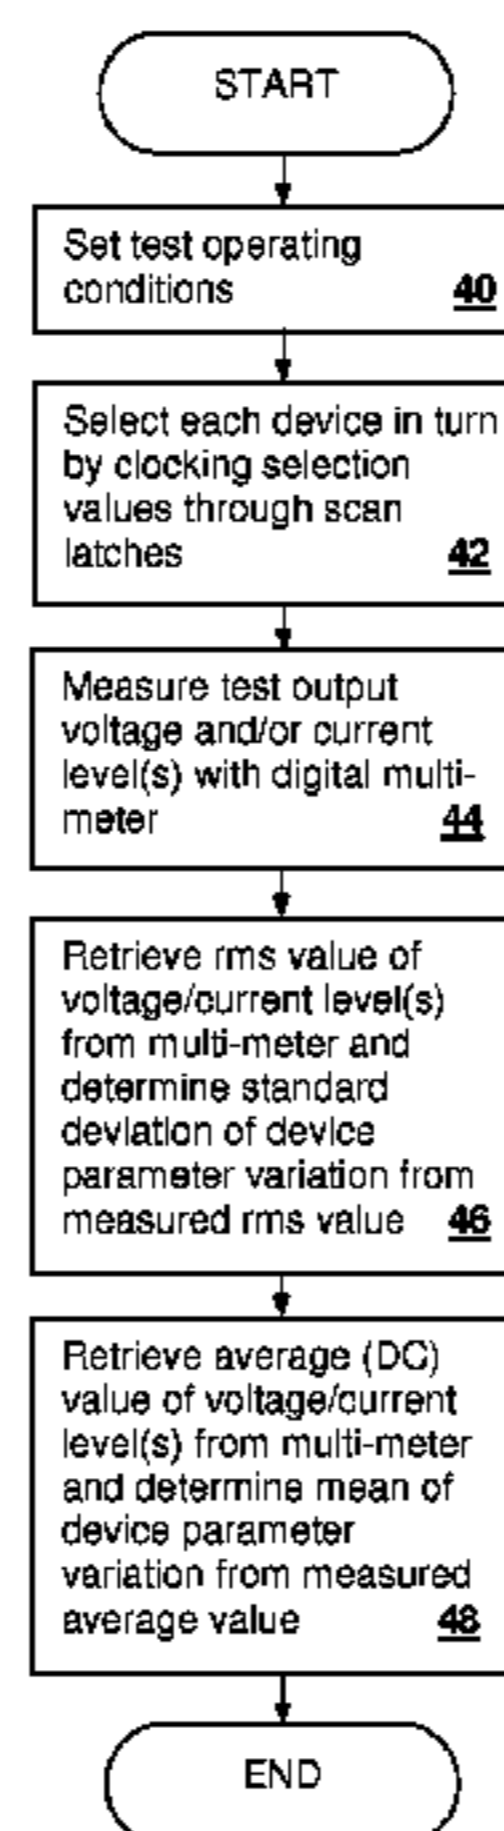 START
Set test operating
conditions 40
Select each device in turn
by clocking selection
values through scan
latches 42
Measure test output
voltage and/or current
level(s) with digital multi-
meter 44
Retrieve rms value of
voltage/current level(s)
from multi-meter and
determine standard
deviation of device
parameter variation from
measured rms value 46
Retrieve average (DC)
value of voltage/current
level(s) from multi-meter
and determine mean of
device parameter
variation from measured
average value 48
END